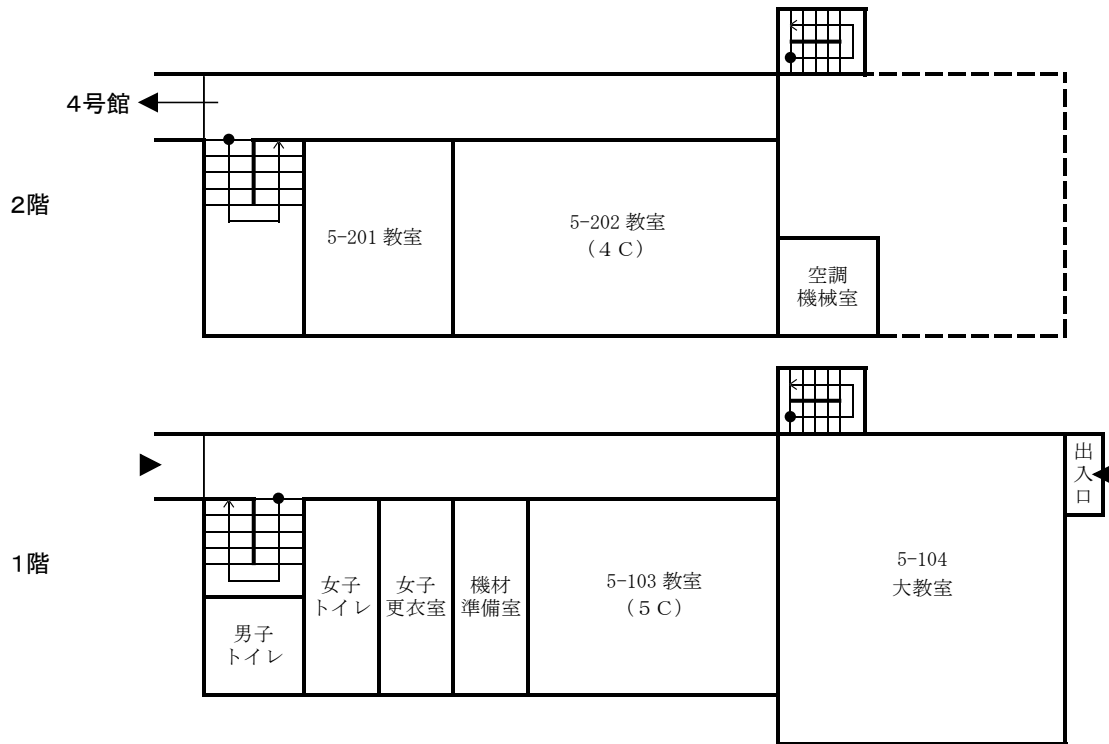 4号館
2階
5-201 教室
5-202 教室
（４Ｃ）
空調
機械室
1階
女子
トイレ
女子
更衣室
機材
準備室
5-103 教室
（５Ｃ）
5-104
大教室
出
入
口
男子
トイレ